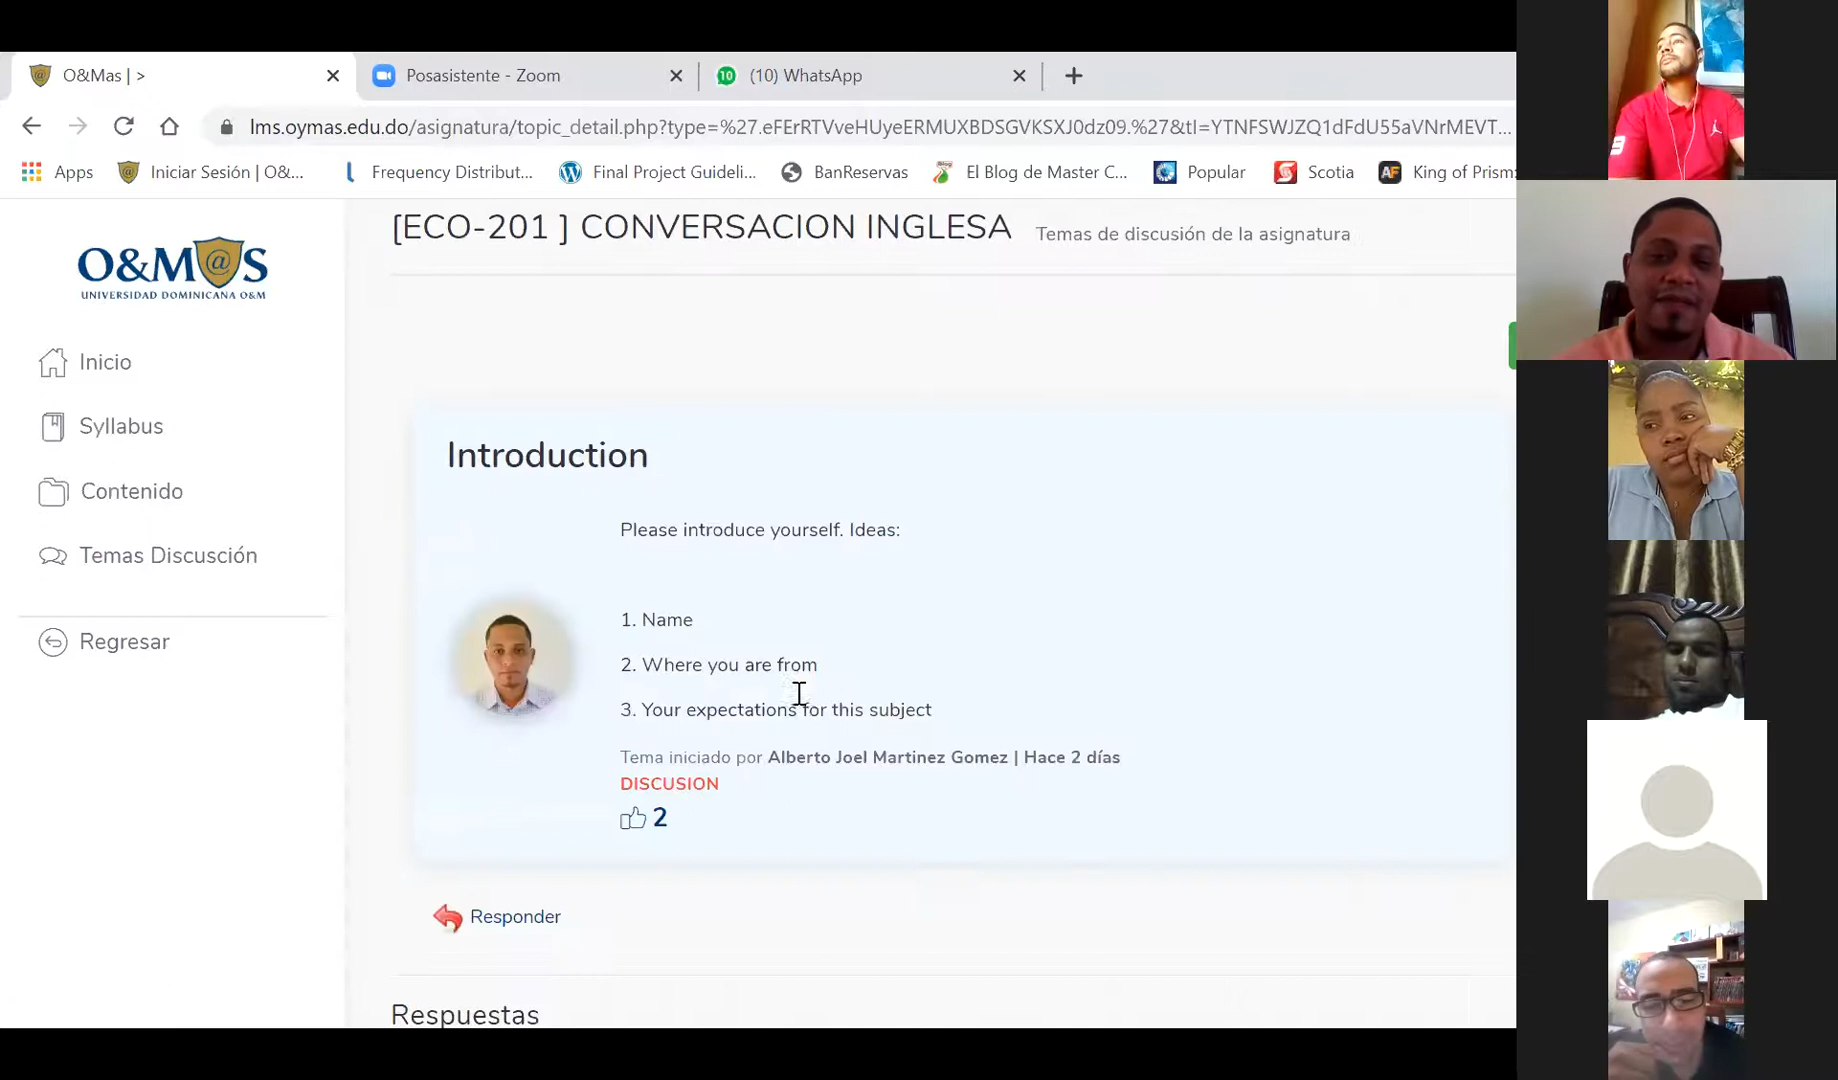 O&Mas | >
Posasistente - Zoom
10
(10) WhatsApp
lms.oymas.edu.do/asignatura/topic_detail.php?type=%27.eFErRTVveHUyeERMUXBDSGVKSXJ0dz09.%27&tI=YTNFSWJZQ1dFdU55aVNrMEVT...
Apps
Iniciar Sesión | O&...
Frequency Distribut...
Final Project Guideli...
BanReservas
El Blog de Master C...
Popular
Scotia
AF
King of Prism:
[ECO-201 ] CONVERSACION INGLESA
Temas de discusión de la asignatura
O&M@S
UNIVERSIDAD DOMINICANA O&M
Inicio
Syllabus
Contenido
Temas Discusción
Regresar
Introduction
Please introduce yourself. Ideas:
1. Name
2. Where you are from
3. Your expectations for this subject
Tema iniciado por Alberto Joel Martinez Gomez | Hace 2 días
DISCUSION
2
Responder
Respuestas